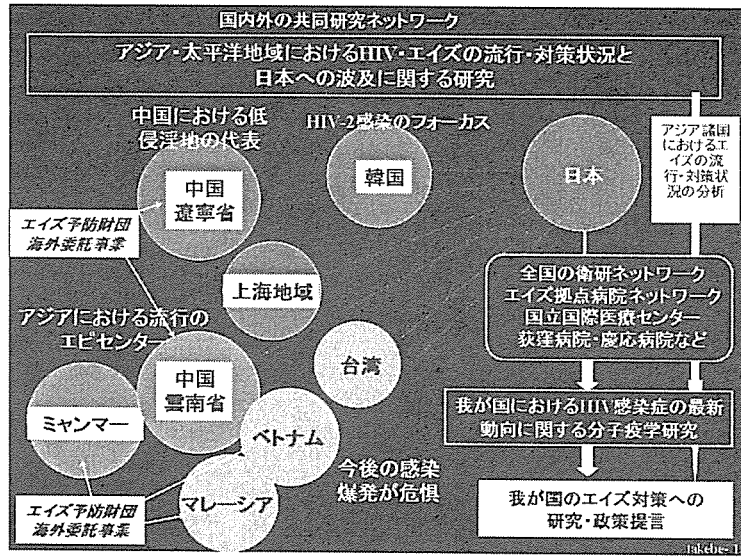 国内外の共同研究ネットワーク
アジア・太平洋地域におけるHIV・エイズの流行・対策状況と
日本への波及に関する研究
中国における低
侵淫地の代表
HIV-2感染のフォーカス
中国
遼寧省
韓国
日本
アジア諸国
におけるエ
イズの流
行・対策状
況の分析
エイズ予防財団
海外委託事業
上海地域
全国の衛研ネットワーク
エイズ拠点病院ネットワーク
国立国際医療センター
荻窪病院・慶応病院など
アジアにおける流行の
エピセンター
中国
雲南省
台湾
ミャンマー
ベトナム
我が国におけるHIV感染症の最新
動向に関する分子疫学研究
今後の感染
爆発が危惧
エイズ予防財団
海外委託事業
マレーシア
我が国のエイズ対策への
研究・政策提言
takebe- 1